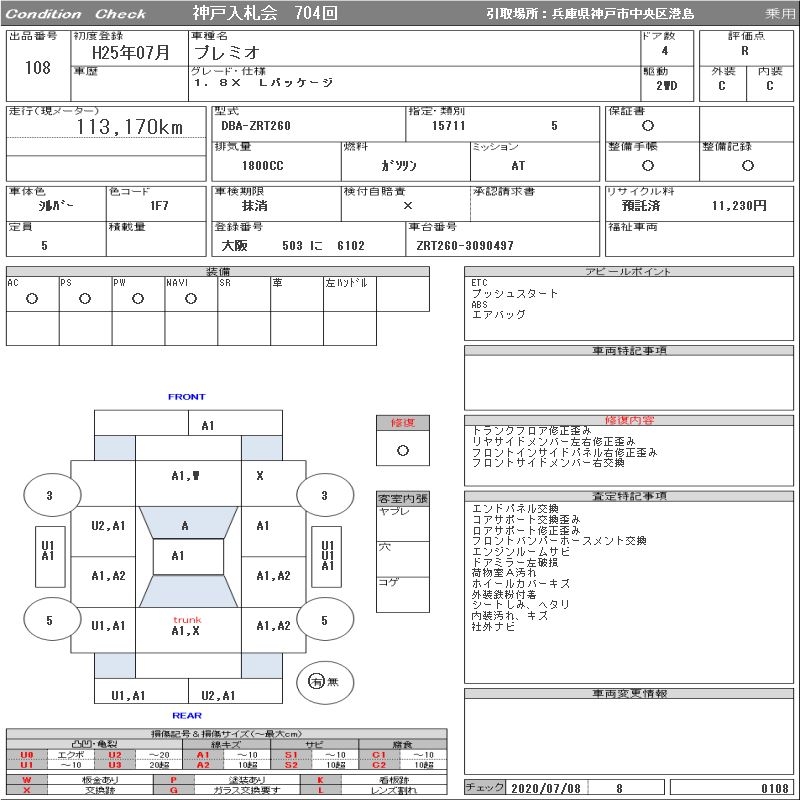 Condition Check 神戸入札会 704回 引取場所：兵庫県神戸市中央区港島 乗用
出品番号 初度登録 車種名 ドア数 評価点
108 H25年07月 プレミオ 4 R
車歴 グレード・仕様 駆動 外装 内装
1．8X Lパッケージ 2WD C C
走行(現メーター) 型式 指定・類別 保証書
113,170km DBA-ZRT260 15711 5 ○
排気量 燃料 ミッション 整備手帳 整備記録
1800CC ｶﾞｿﾘﾝ AT ○ ○
車体色 色コード 車検期限 検付自賠責 承認請求書 リサイクル料
ｼﾙﾊﾞｰ 1F7 抹消 × 預託済 11,230円
定員 積載量 登録番号 車台番号 福祉車両
5 大阪 503 に 6102 ZRT260-3090497
装備
AC PS PW NAVI SR 革 左ﾊﾝﾄﾞﾙ
○ ○ ○ ○
アピールポイント
ETC
プッシュスタート
ABS
エアバッグ
車両特記事項
修復内容
トランクフロア修正歪み
リヤサイドメンバー左右修正歪み
フロントインサイドパネル右修正歪み
フロントサイドメンバー右交換
査定特記事項
エンドパネル交換
コアサポート交換歪み
ロアサポート修正歪み
フロントバンパーホースメント交換
エンジンルームサビ
ドアミラー左破損
荷物室A汚れ
ホイールカバーキズ
外装鉄粉付着
シートしみ、ヘタリ
内装汚れ、キズ
社外ナビ
車両変更情報
FRONT
A1
A1,W X
3 3
U2,A1 A A1
U1
A1
A1
U1
U1
A1
A1,A2 A1,A2
5 5
U1,A1 trunk A1,A2
A1,X
U1,A1 U2,A1
有 無
REAR
修復
○
客室内張
ヤブレ
穴
コゲ
損傷記号＆損傷サイズ(～最大cm)
凸凹・亀裂 線キズ サビ 腐食
U0 エクボ U2 ～20 A1 ～10 S1 ～10 C1 ～10
U1 ～10 U3 20超 A2 10超 S2 10超 C2 10超
W 板金あり P 塗装あり K 看板跡
X 交換跡 G ガラス交換要す L レンズ割れ
チェック 2020/07/08 8 0108